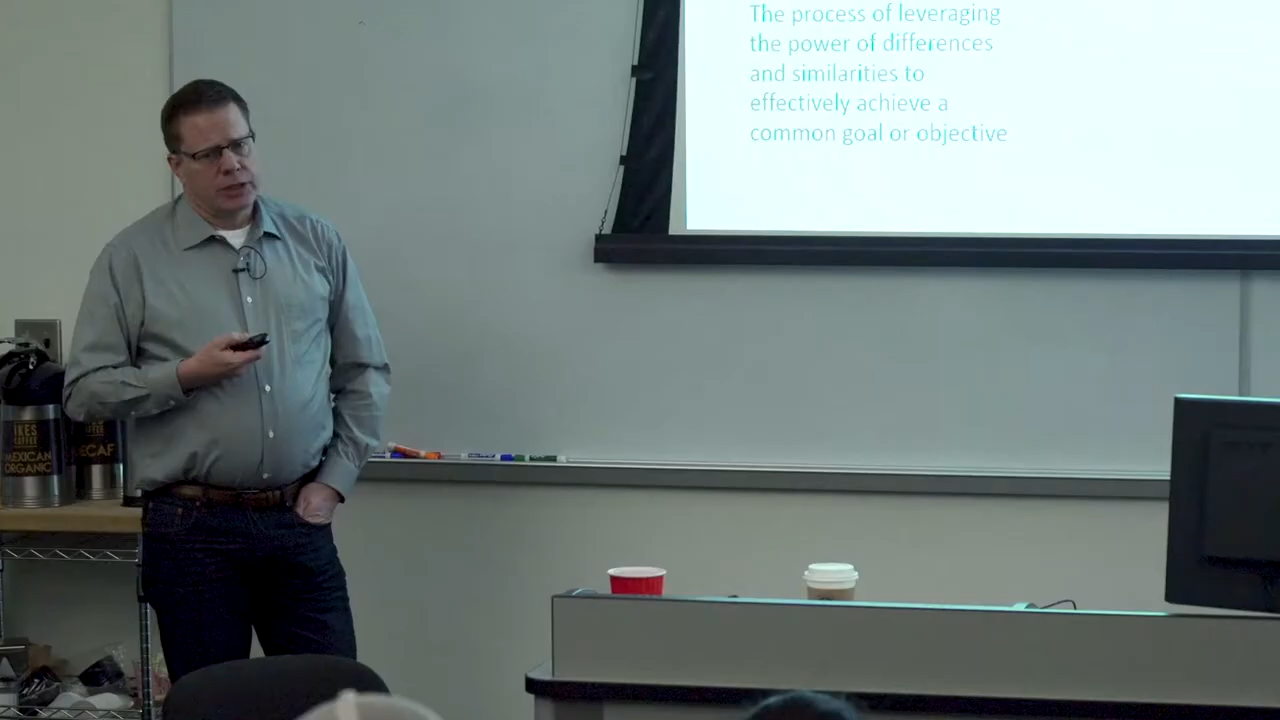 The process of leveraging
the power of differences
and similarities to
effectively achieve a
common goal or objective
IKES
COFFEE
MEXICAN
ORGANIC
DECAF